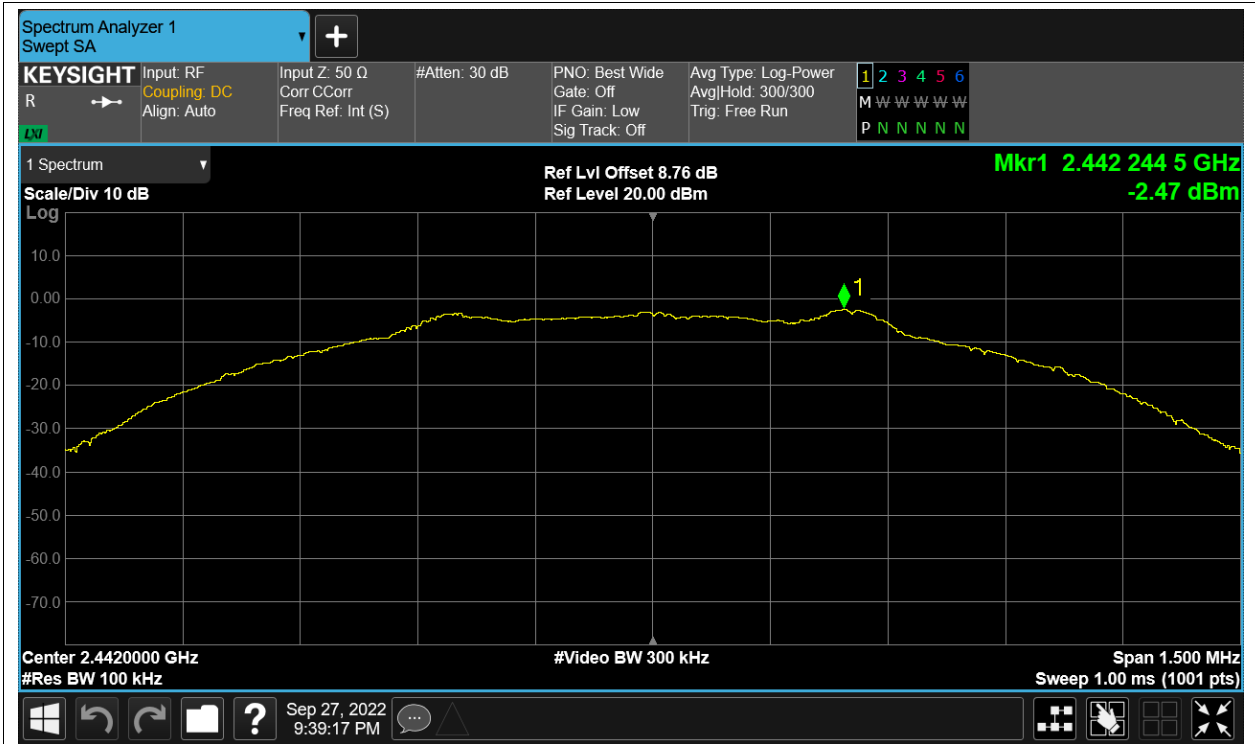 Spectrum Analyzer 1
Swept SA
KEYSIGHT
R
LXI
Input: RF
Coupling: DC
Align: Auto
Input Z: 50 Ω
Corr CCorr
Freq Ref: Int (S)
#Atten: 30 dB
PNO: Best Wide
Gate: Off
IF Gain: Low
Sig Track: Off
Avg Type: Log-Power
Avg|Hold: 300/300
Trig: Free Run
1 2 3 4 5 6
M W W W W W
P N N N N N
1 Spectrum
Scale/Div 10 dB
Log
Ref Lvl Offset 8.76 dB
Ref Level 20.00 dBm
Mkr1 2.442 244 5 GHz
-2.47 dBm
10.0
0.00
-10.0
-20.0
-30.0
-40.0
-50.0
-60.0
-70.0
1
Center 2.4420000 GHz
#Res BW 100 kHz
#Video BW 300 kHz
Span 1.500 MHz
Sweep 1.00 ms (1001 pts)
?
Sep 27, 2022
9:39:17 PM